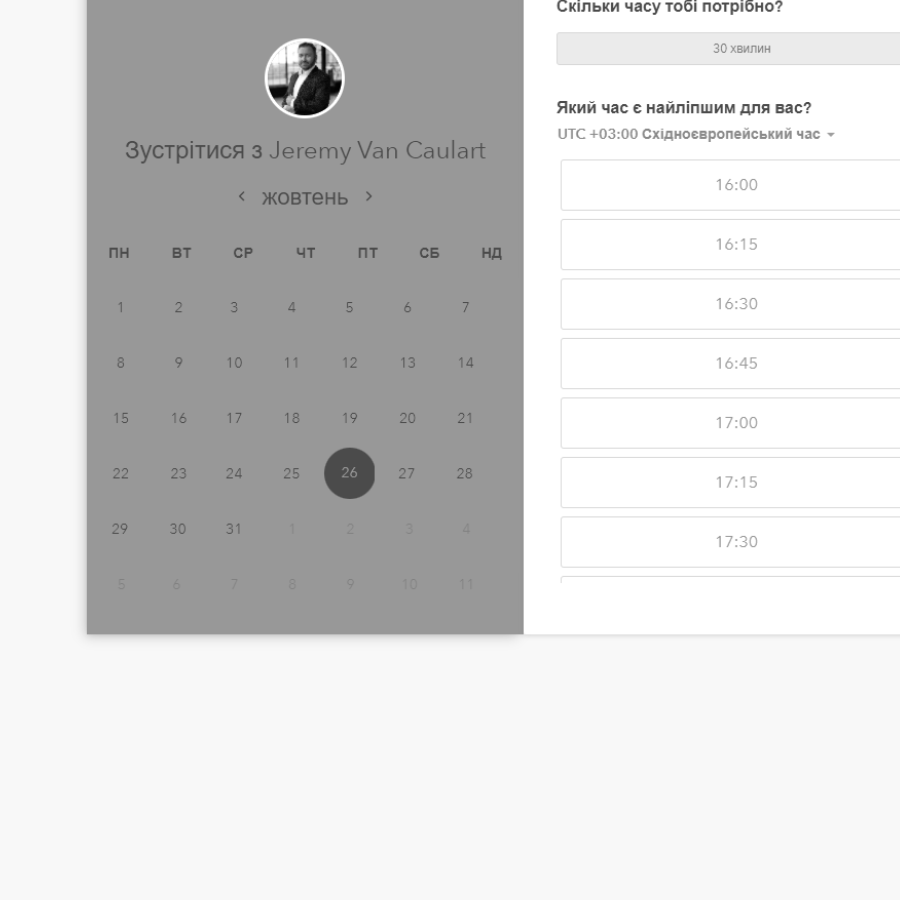 Зустрітися з Jeremy Van Caulart
жовтень
ПН ВТ СР ЧТ ПТ СБ НД
1 2 3 4 5 6 7
8 9 10 11 12 13 14
15 16 17 18 19 20 21
22 23 24 25 26 27 28
29 30 31 1 2 3 4
5 6 7 8 9 10 11
Скільки часу тобі потрібно?
30 хвилин
Який час є найліпшим для вас?
UTC +03:00 Східноєвропейський час
16:00
16:15
16:30
16:45
17:00
17:15
17:30